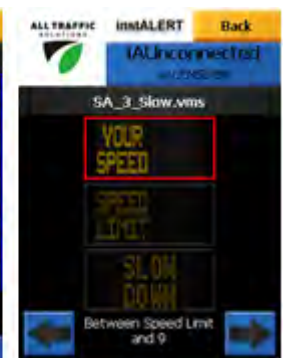 ALL TRAFFIC
SOLUTIONS
instALERT
Back
SA_3_Slow.vms
YOUR
SPEED
SPEED
LIMIT
SLOW
DOWN
Between Speed Limit
and 9